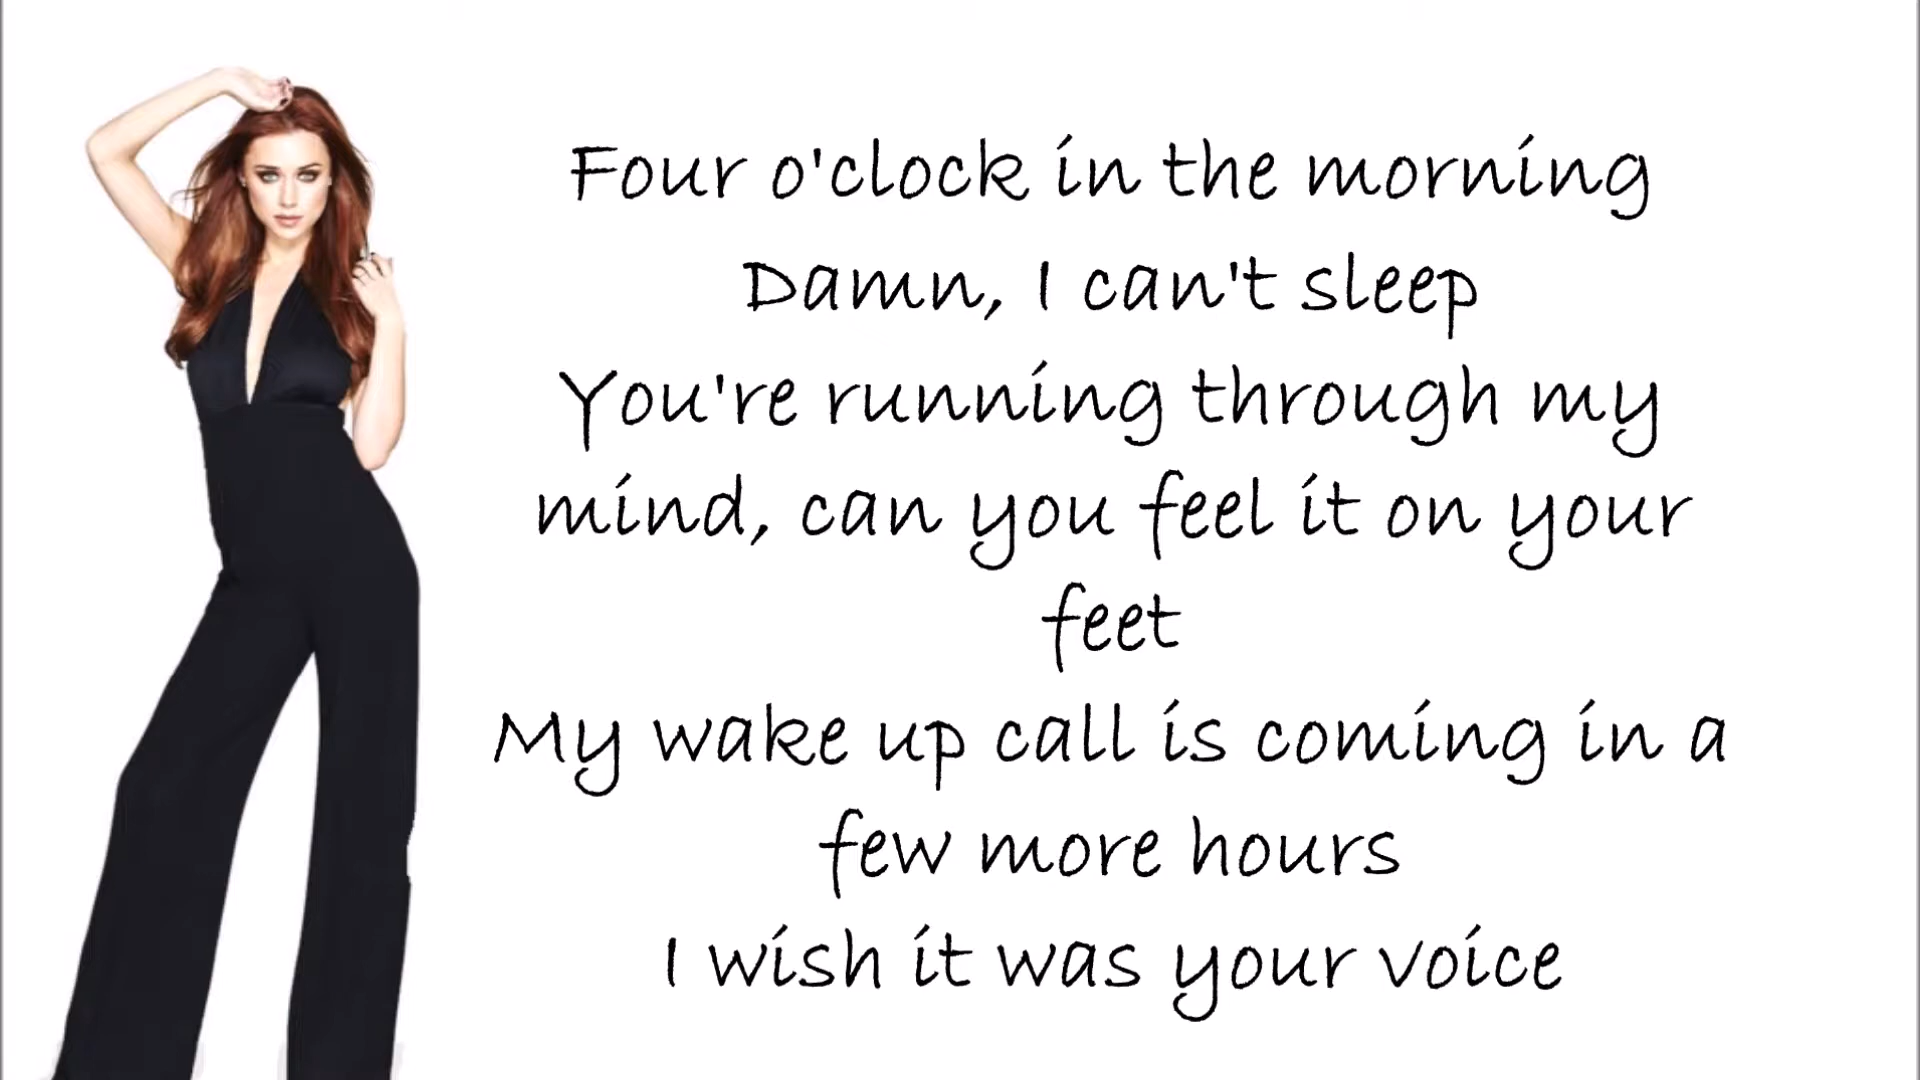 Four o'clock in the morning
Damn, I can't sleep
You're running through my
mind, can you feel it on your
feet
My wake up call is coming in a
few more hours
I wish it was your voice